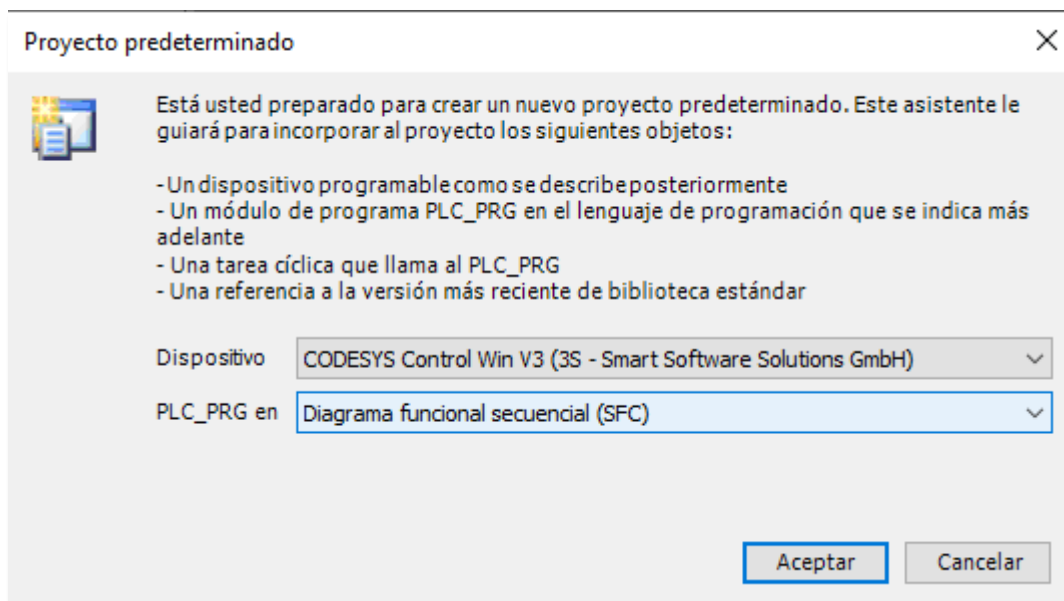 Proyecto predeterminado
Está usted preparado para crear un nuevo proyecto predeterminado. Este asistente le
guiará para incorporar al proyecto los siguientes objetos:
- Un dispositivo programable como se describe posteriormente
- Un módulo de programa PLC_PRG en el lenguaje de programación que se indica más
adelante
- Una tarea cíclica que llama al PLC_PRG
- Una referencia a la versión más reciente de biblioteca estándar
Dispositivo CODESYS Control Win V3 (3S - Smart Software Solutions GmbH)
PLC_PRG en Diagrama funcional secuencial (SFC)
Aceptar Cancelar